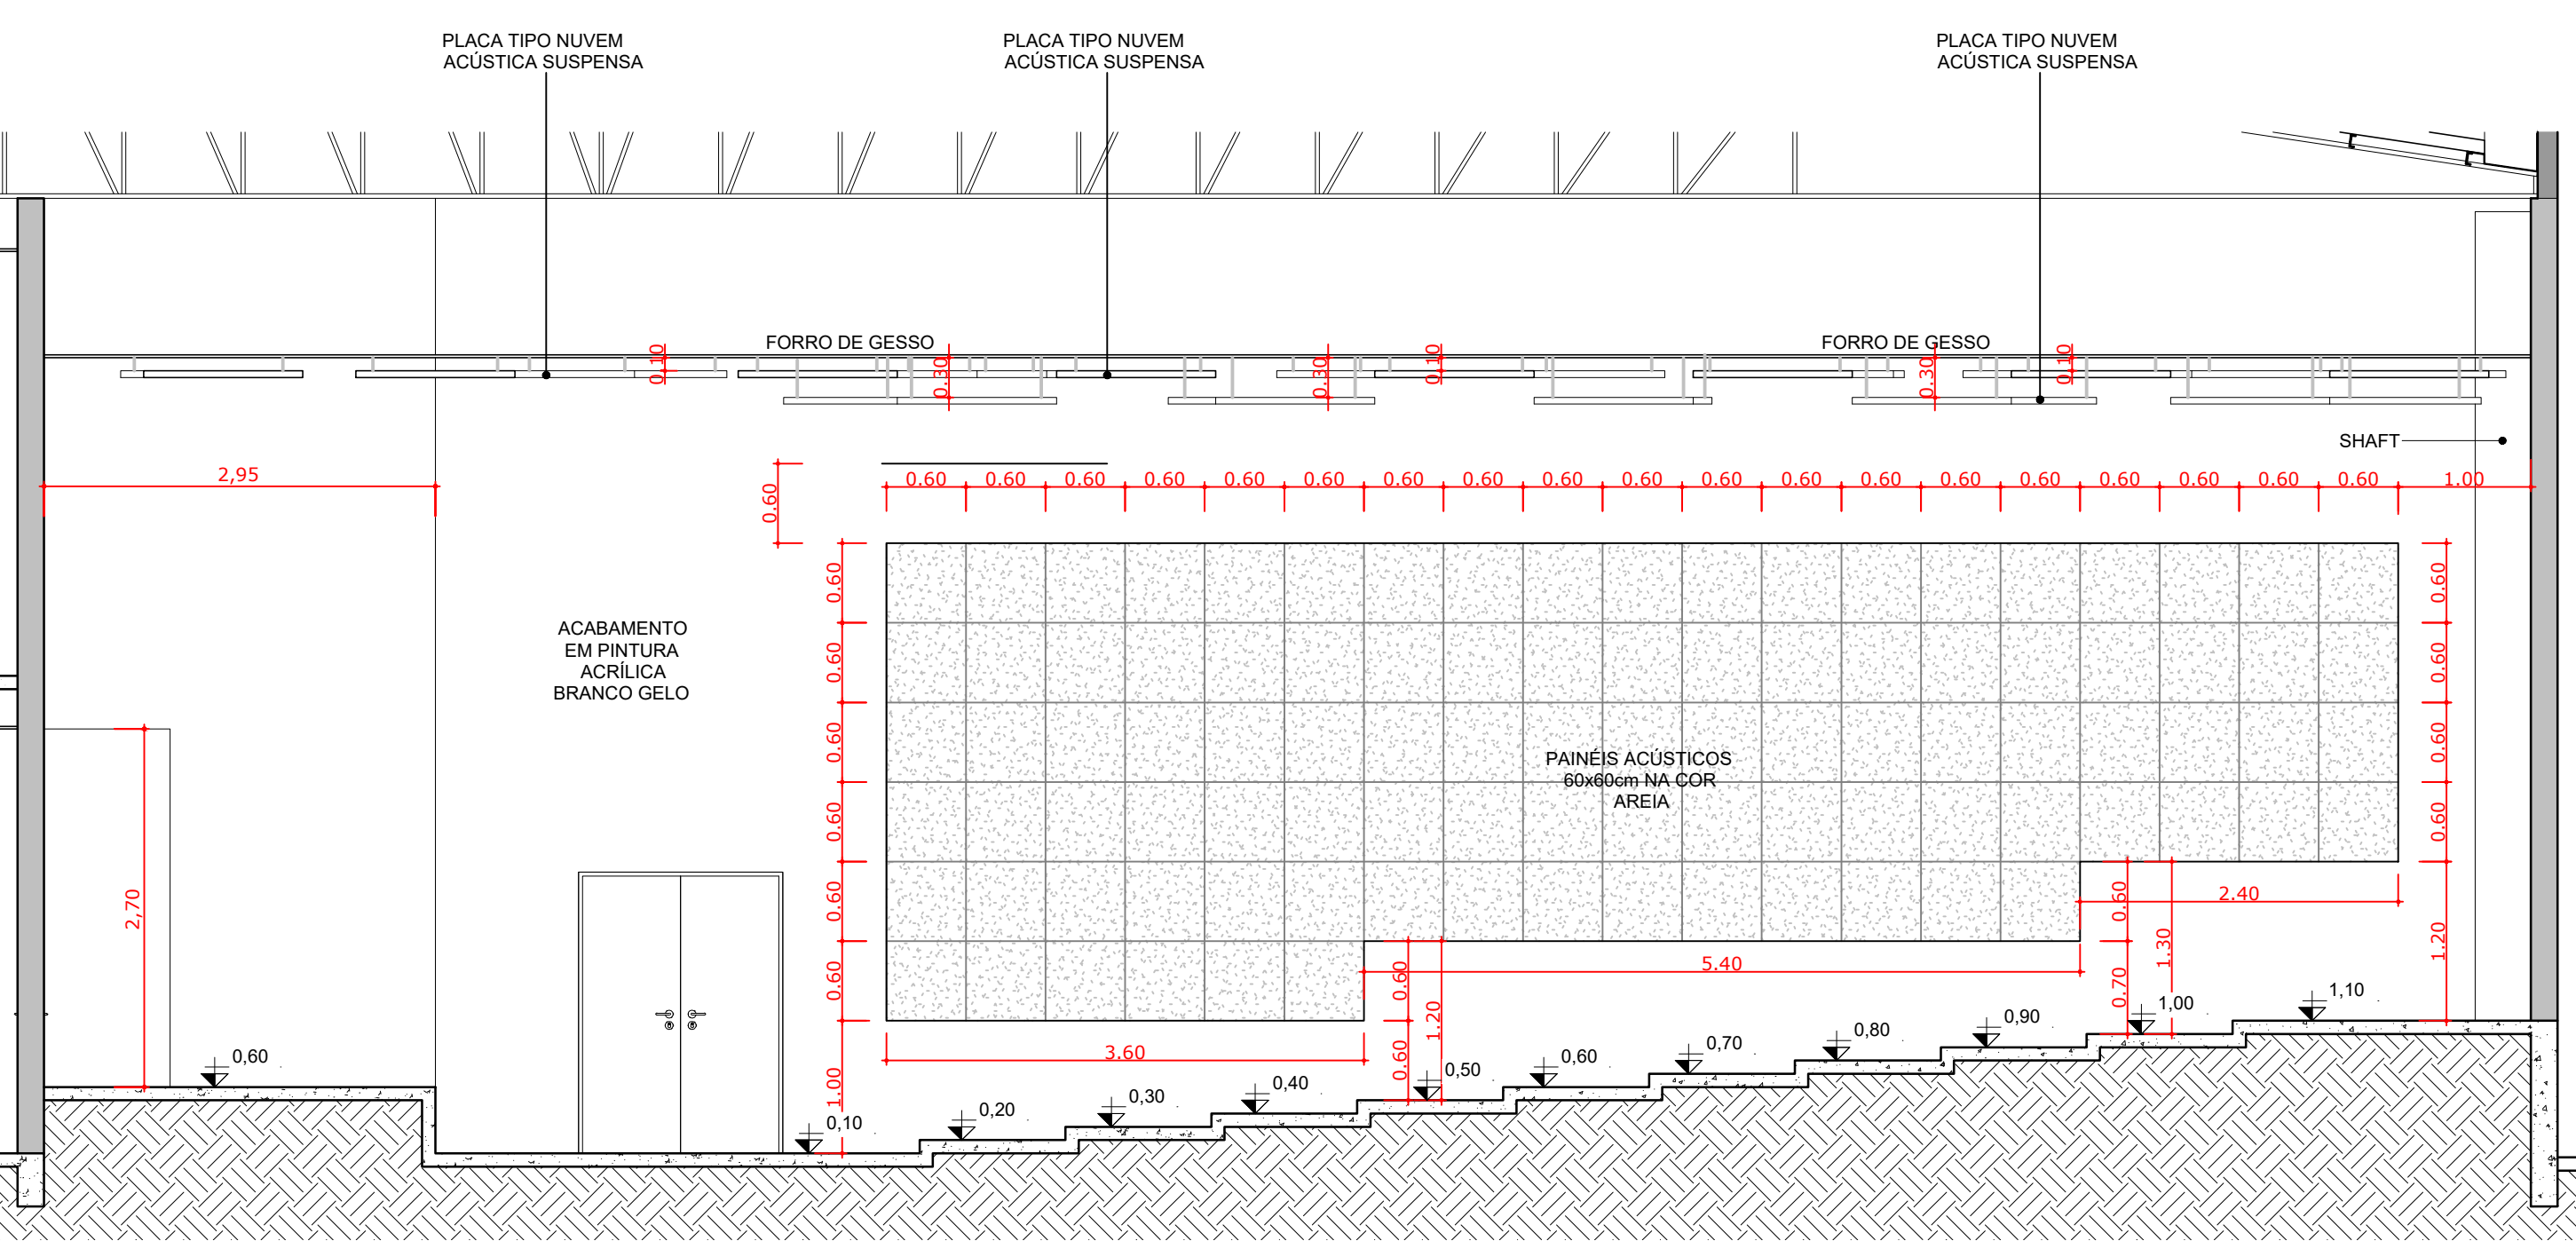 PLACA TIPO NUVEM
ACÚSTICA SUSPENSA
PLACA TIPO NUVEM
ACÚSTICA SUSPENSA
PLACA TIPO NUVEM
ACÚSTICA SUSPENSA
FORRO DE GESSO
FORRO DE GESSO
0.10
0.30
0.30
0.10
0.30
0.10
SHAFT
2,95
0.60
0.60 0.60 0.60 0.60 0.60 0.60 0.60 0.60 0.60 0.60 0.60 0.60 0.60 0.60 0.60 0.60 0.60 0.60 0.60 1.00
ACABAMENTO
EM PINTURA
ACRÍLICA
BRANCO GELO
0.60
0.60
0.60
0.60
0.60
0.60
1.00
PAINÉIS ACÚSTICOS
60x60cm NA COR
AREIA
0.60
0.60
0.60
0.60
1.20
2,70
2.40
0.60
0.70
1.30
5.40
0.60
0.60
1.20
3.60
0,60
0,10
0,20
0,30
0,40
0,50
0,60
0,70
0,80
0,90
1,00
1,10